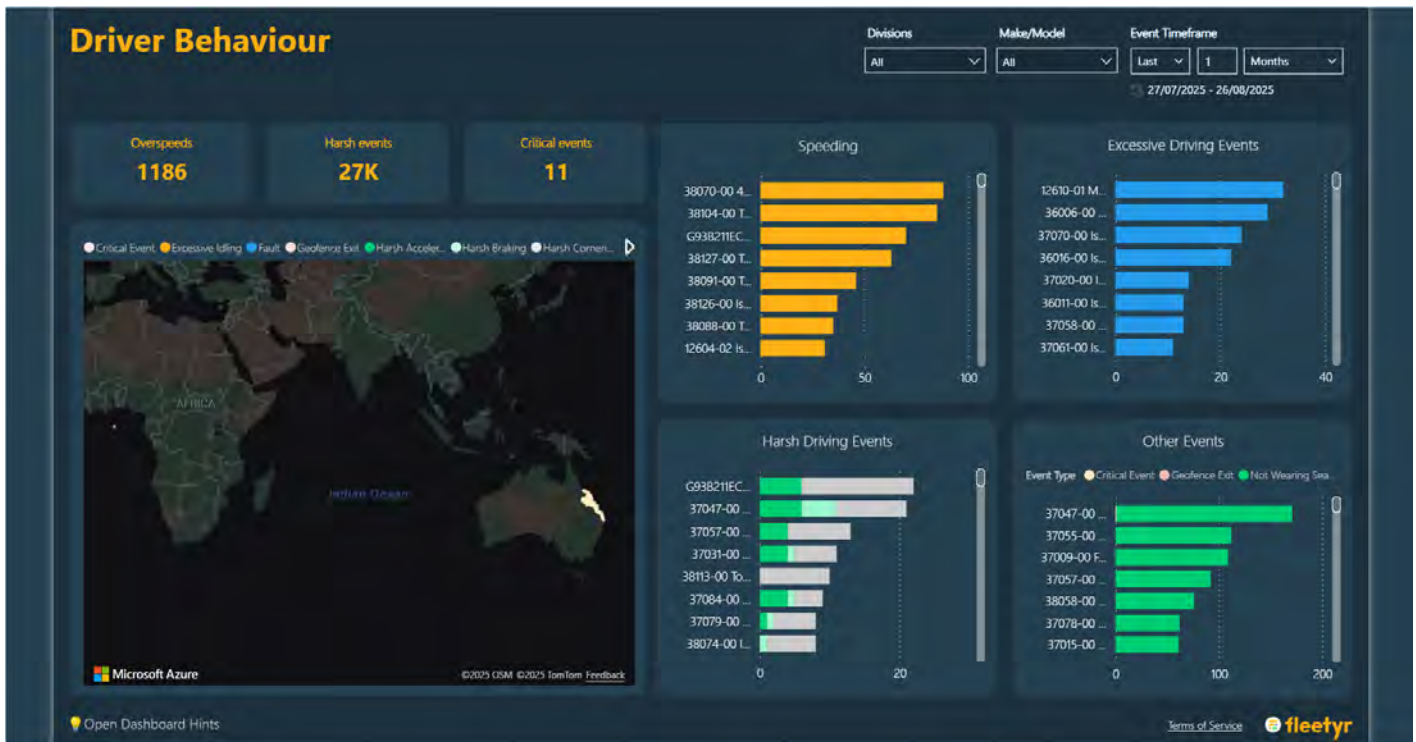 Driver Behaviour
Divisions
All
Make/Model
All
Event Timeframe
Last
1
Months
27/07/2025 - 26/08/2025
Overspeeds
1186
Harsh events
27K
Critical events
11
Critical Event Excessive Idling Fault Geofence Exit Harsh Acceler... Harsh Braking Harsh Corneri...
AFRICA
Indian Ocean
Microsoft Azure
©2025 OSM ©2025 TomTom Feedback
Speeding
38070-00 4...
38104-00 T...
G938211EC...
38127-00 T...
38091-00 T...
38126-00 Is...
38088-00 T...
12604-02 Is...
0 50 100
Excessive Driving Events
12610-01 M...
36006-00 ...
37070-00 Is...
36016-00 Is...
37020-00 I...
36011-00 ...
37058-00 ...
37061-00 Is...
0 20 40
Harsh Driving Events
G938211EC...
37047-00 ...
37057-00 ...
37031-00 ...
38113-00 To...
37084-00 ...
37079-00 ...
38074-00 I...
0 20
Other Events
Event Type Critical Event Geofence Exit Not Wearing Sea...
37047-00 ...
37055-00 ...
37009-00 F...
37057-00 ...
38058-00 ...
37078-00 ...
37015-00 ...
0 100 200
Open Dashboard Hints
Terms of Service
fleetyr